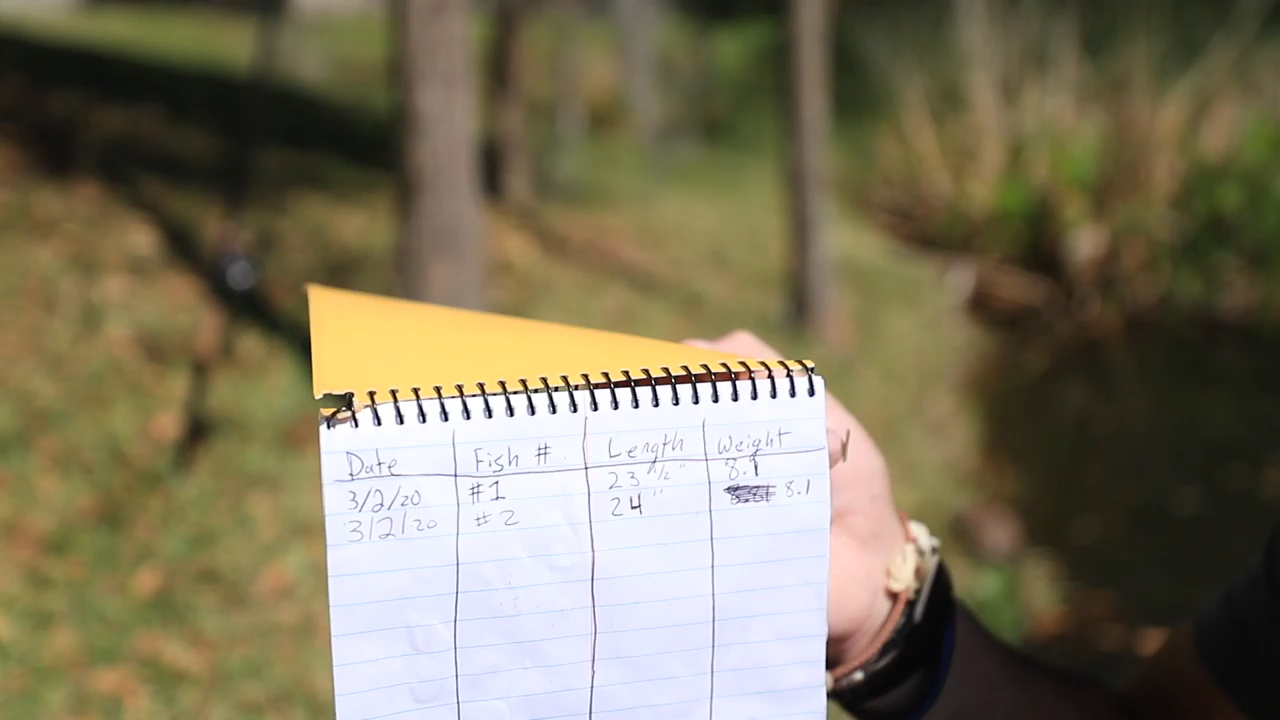 Date Fish # Length Weight
3/2/20 #1 23 1/2" 8.1
3/2/20 #2 24" 8.1